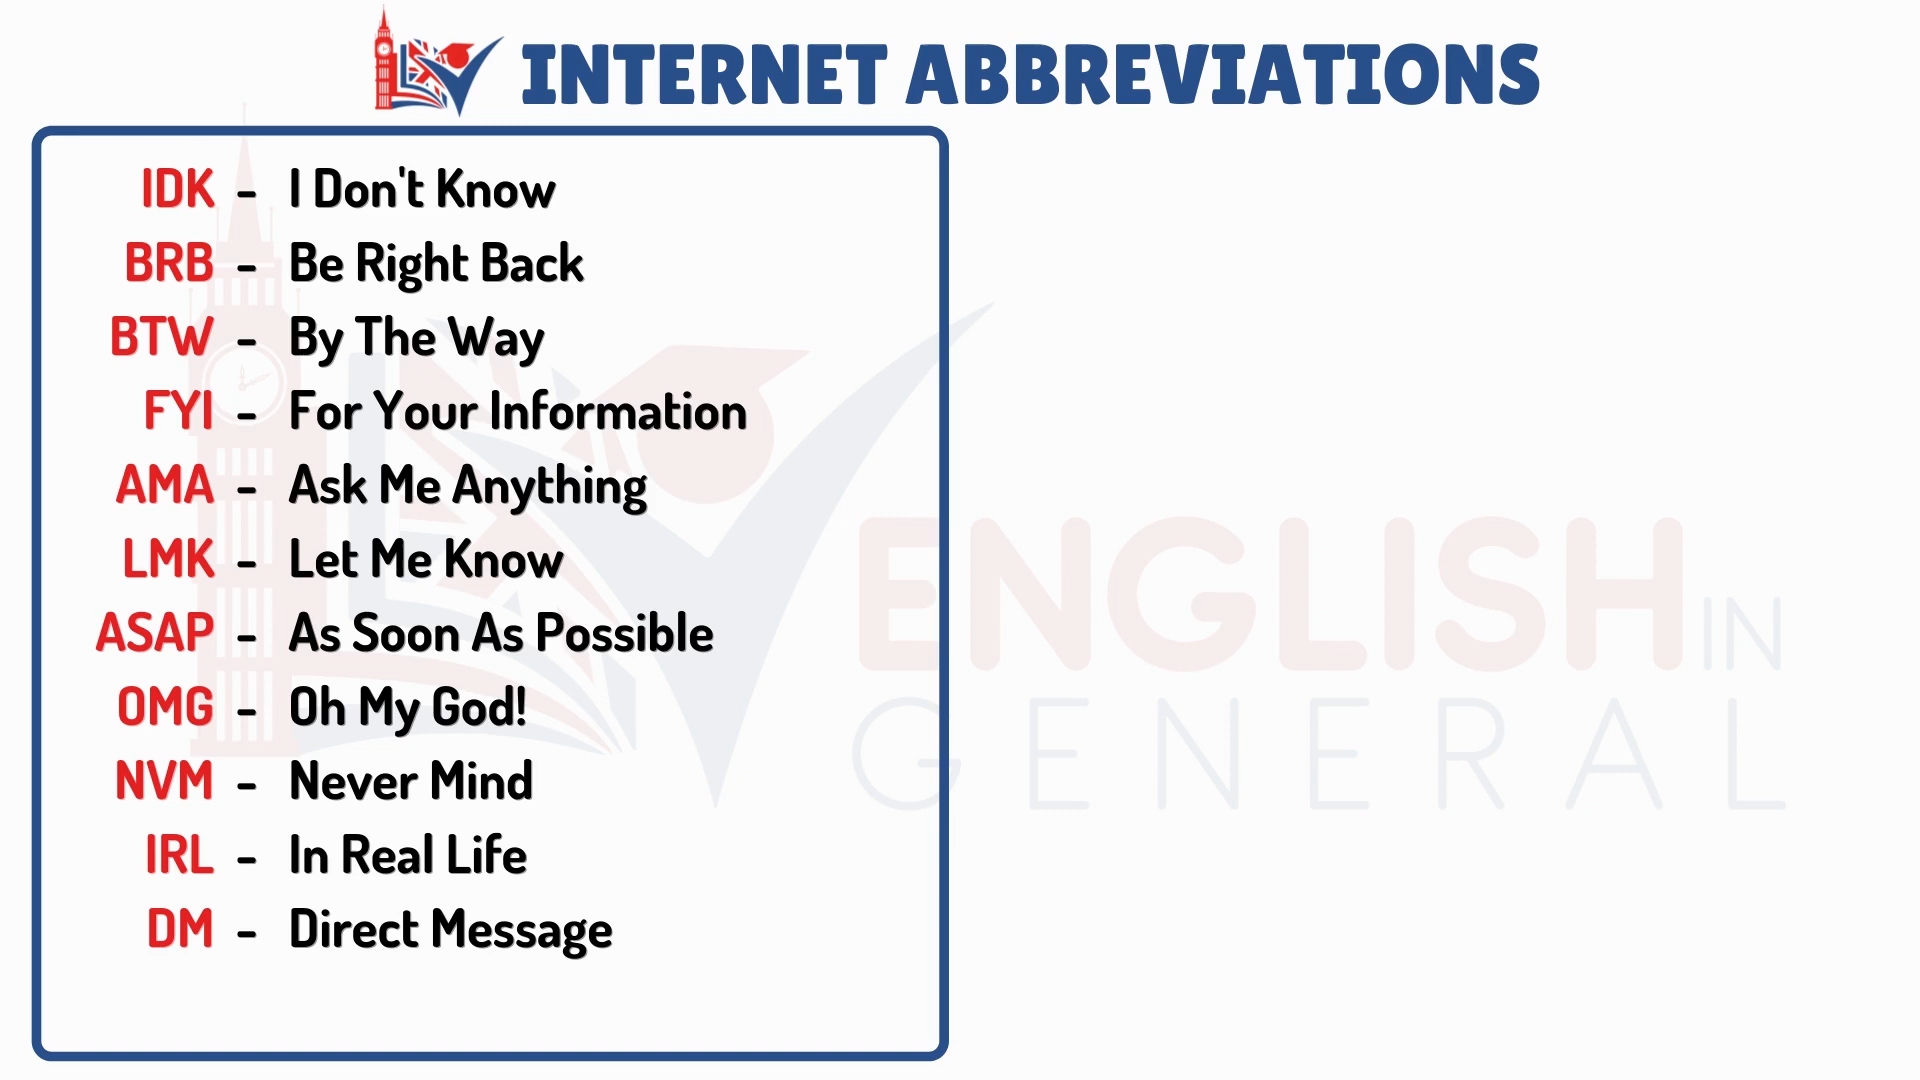 INTERNET ABBREVIATIONS
IDK - I Don't Know
BRB - Be Right Back
BTW - By The Way
FYI - For Your Information
AMA - Ask Me Anything
LMK - Let Me Know
ASAP - As Soon As Possible
OMG - Oh My God!
NVM - Never Mind
IRL - In Real Life
DM - Direct Message
ENGLISH IN
GENERAL